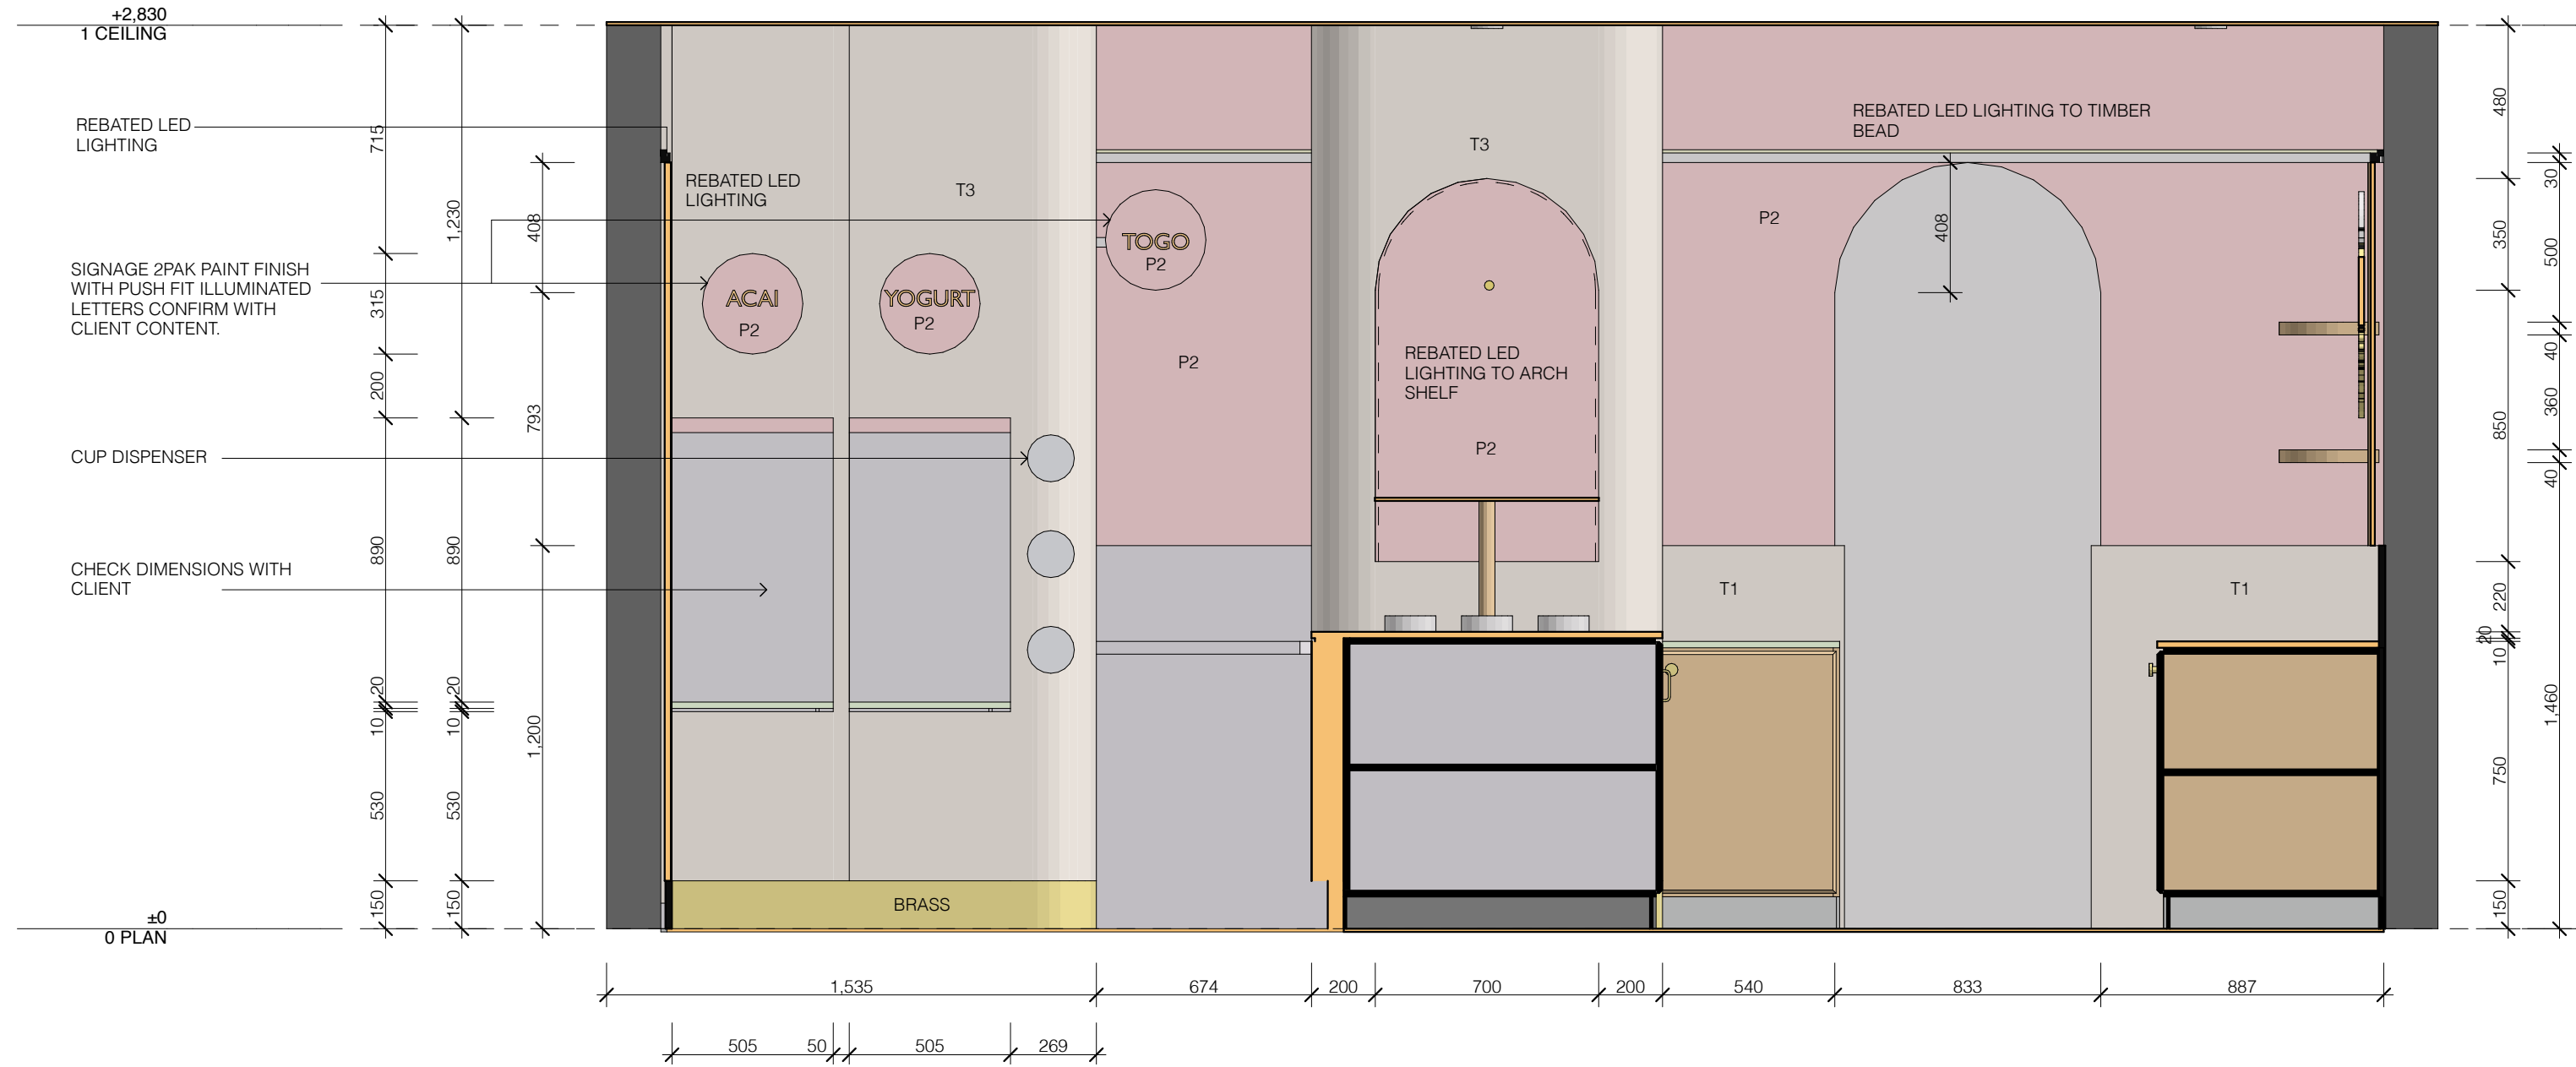 +2,830
1 CEILING
REBATED LED
LIGHTING
SIGNAGE 2PAK PAINT FINISH
WITH PUSH FIT ILLUMINATED
LETTERS CONFIRM WITH
CLIENT CONTENT.
CUP DISPENSER
CHECK DIMENSIONS WITH
CLIENT
±0
0 PLAN
715
315
200
890
20
10
530
150
1,230
890
20
10
530
150
408
793
1,200
REBATED LED
LIGHTING
T3
ACAI
P2
YOGURT
P2
TOGO
P2
P2
BRASS
T3
REBATED LED
LIGHTING TO ARCH
SHELF
P2
REBATED LED LIGHTING TO TIMBER
BEAD
P2
408
T1
T1
480
350
850
220
20
10
750
150
30
500
40
360
40
1,460
1,535
674
200
700
200
540
833
887
505
50
505
269